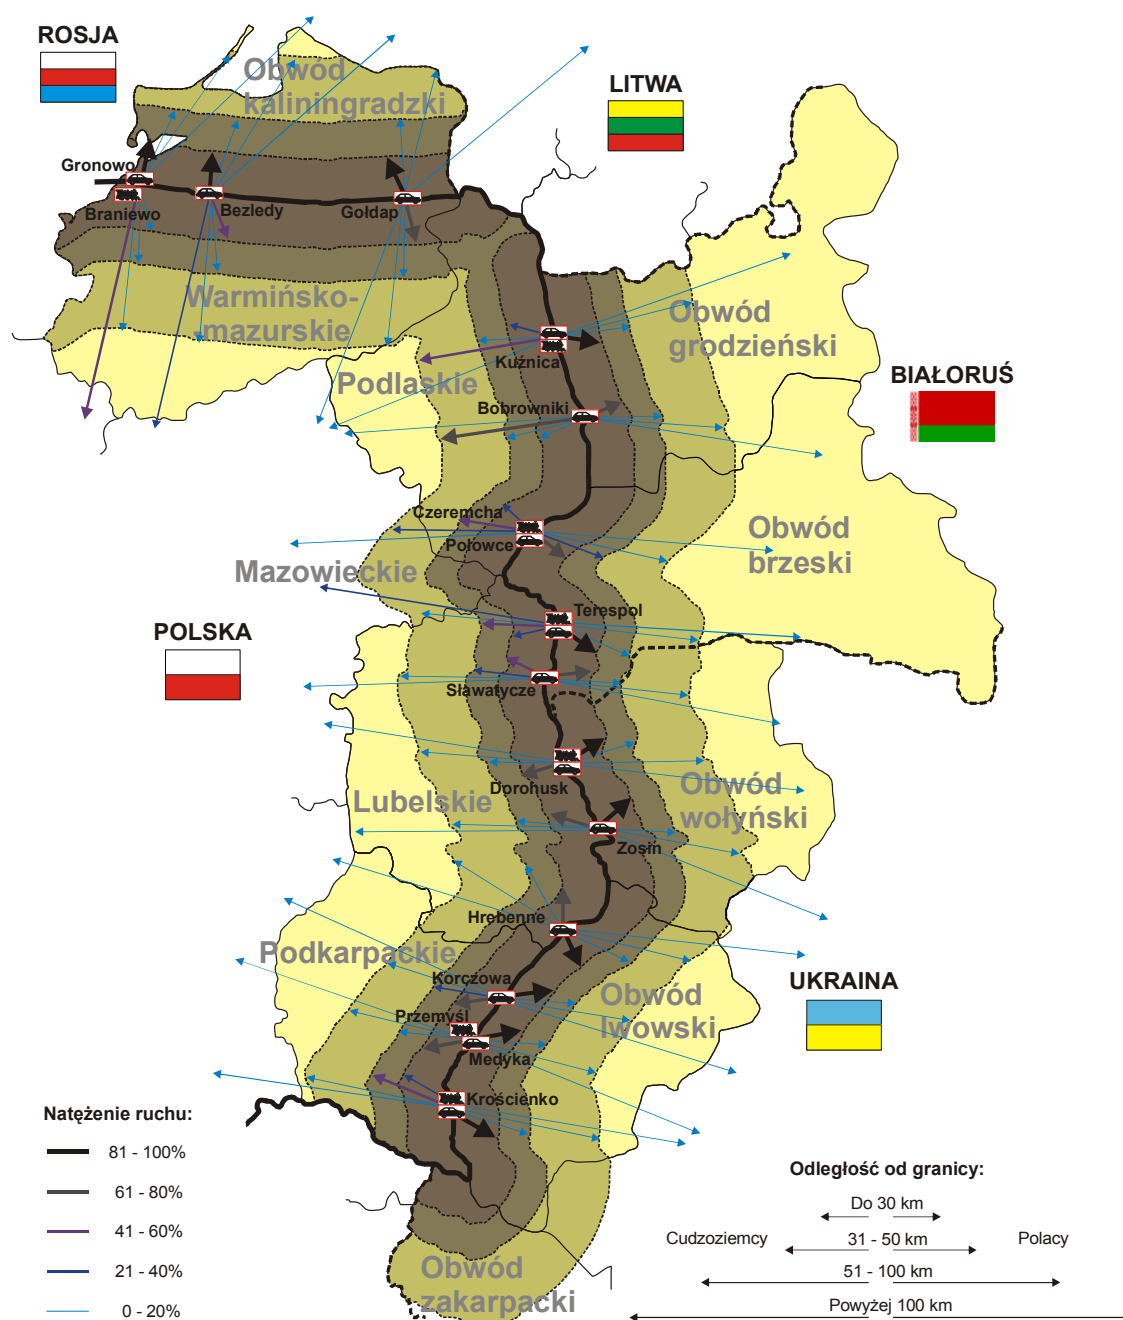 ROSJA
Obwód
kaliningradzki
LITWA
Gronowo
Braniewo
Bezledy
Gołdap
Warmińsko-
-mazurskie
Obwód
grodzieński
Kuźnica
Podlaskie
BIAŁORUŚ
Bobrowniki
Czeremcha
Połowce
Obwód
brzeski
Mazowieckie
Terespol
POLSKA
Sławatycze
Dorohusk
Obwód
wołyński
Lubelskie
Zosin
Hrebenne
Podkarpackie
Korczowa
UKRAINA
Obwód
lwowski
Przemyśl
Medyka
Krościenko
Natężenie ruchu:
81 - 100%
61 - 80%
41 - 60%
21 - 40%
0 - 20%
Odległość od granicy:
Do 30 km
Cudzoziemcy
31 - 50 km
Polacy
51 - 100 km
Powyżej 100 km
Obwód
zakarpacki